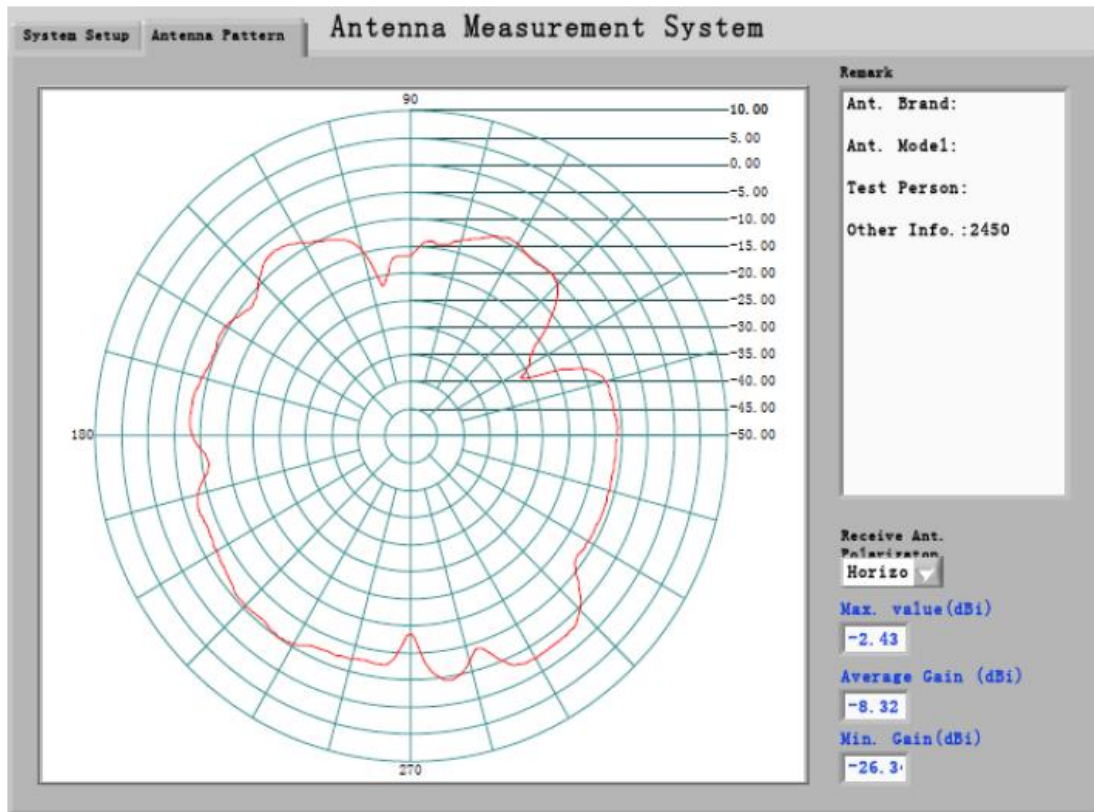 Antenna Measurement System
System Setup
Antenna Pattern
90
10.00
5.00
0.00
-5.00
-10.00
-15.00
-20.00
-25.00
-30.00
-35.00
-40.00
-45.00
-50.00
180
270
Remark
Ant. Brand:
Ant. Model:
Test Person:
Other Info.:2450
Receive Ant.
Polarizaton
Horizo
Max. value(dBi)
-2.43
Average Gain (dBi)
-8.32
Min. Gain(dBi)
-26.3